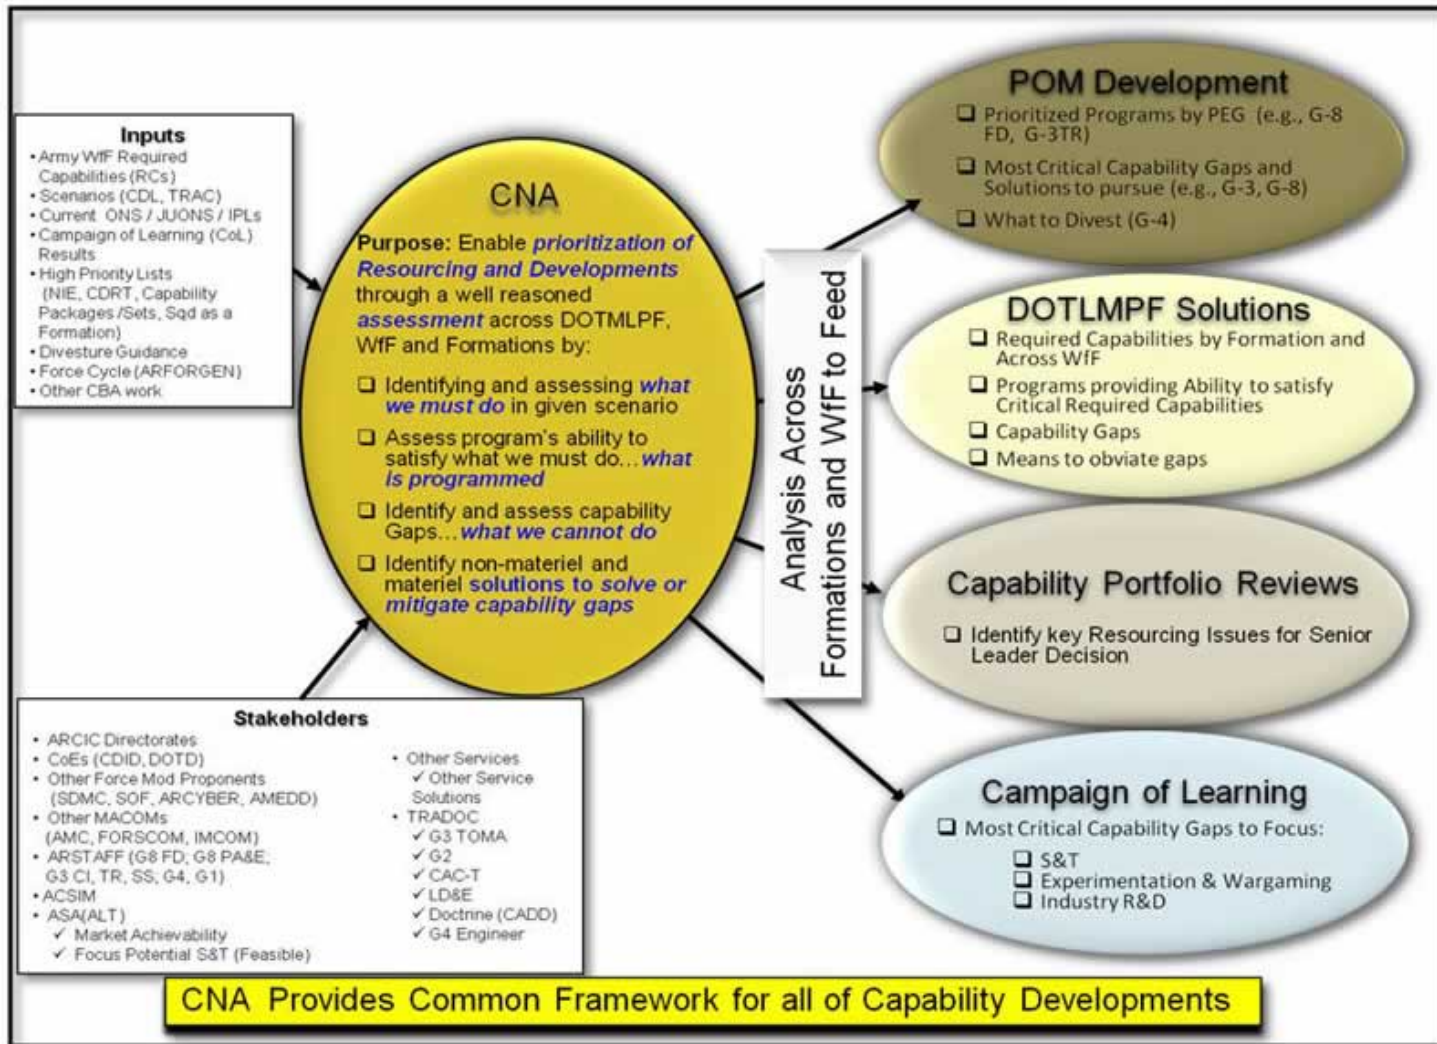 Inputs
• Army WfF Required
Capabilities (RCs)
• Scenarios (CDL, TRAC)
• Current ONS / JUONS / IPLs
• Campaign of Learning (CoL)
Results
• High Priority Lists
(NIE, CDRT, Capability
Packages /Sets, Sqd as a
Formation)
• Divesture Guidance
• Force Cycle (ARFORGEN)
• Other CBA work
Stakeholders
• ARCIC Directorates
• CoEs (CDID, DOTD)
• Other Force Mod Proponents
(SDMC, SOF, ARCYBER, AMEDD)
• Other MACOMs
(AMC, FORSCOM, IMCOM)
• ARSTAFF (G8 FD; G8 PA&E;
G3 CI, TR, SS, G4, G1)
• ACSIM
• ASA(ALT)
✓ Market Achievability
✓ Focus Potential S&T (Feasible)
• Other Services
✓ Other Service
Solutions
• TRADOC
✓ G3 TOMA
✓ G2
✓ CAC-T
✓ LD&E
✓ Doctrine (CADD)
✓ G4 Engineer
CNA
Purpose: Enable prioritization of
Resourcing and Developments
through a well reasoned
assessment across DOTMLPF,
WfF and Formations by:
❑ Identifying and assessing what
we must do in given scenario
❑ Assess program's ability to
satisfy what we must do... what
is programmed
❑ Identify and assess capability
Gaps... what we cannot do
❑ Identify non-materiel and
materiel solutions to solve or
mitigate capability gaps
Analysis Across
Formations and WfF to Feed
POM Development
❑ Prioritized Programs by PEG (e.g., G-8
FD, G-3TR)
❑ Most Critical Capability Gaps and
Solutions to pursue (e.g., G-3, G-8)
❑ What to Divest (G-4)
DOTLMPF Solutions
❑ Required Capabilities by Formation and
Across WfF
❑ Programs providing Ability to satisfy
Critical Required Capabilities
❑ Capability Gaps
❑ Means to obviate gaps
Capability Portfolio Reviews
❑ Identify key Resourcing Issues for Senior
Leader Decision
Campaign of Learning
❑ Most Critical Capability Gaps to Focus:
❑ S&T
❑ Experimentation & Wargaming
❑ Industry R&D
CNA Provides Common Framework for all of Capability Developments